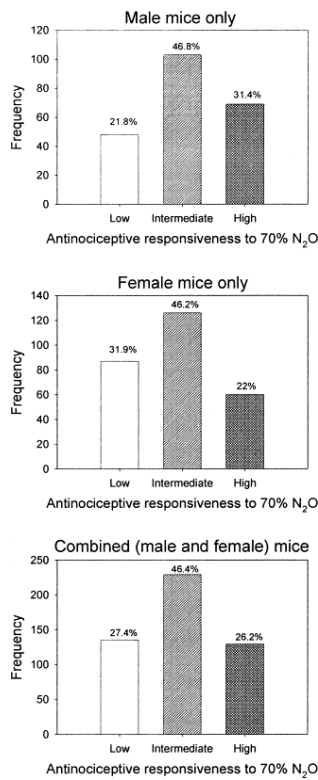 Male mice only
120
100
80
60
40
20
0
Frequency
21.8%
46.8%
31.4%
Low Intermediate High
Antinociceptive responsiveness to 70% N₂O
Female mice only
140
120
100
80
60
40
20
0
Frequency
31.9%
46.2%
22%
Low Intermediate High
Antinociceptive responsiveness to 70% N₂O
Combined (male and female) mice
250
200
150
100
50
0
Frequency
27.4%
46.4%
26.2%
Low Intermediate High
Antinociceptive responsiveness to 70% N₂O